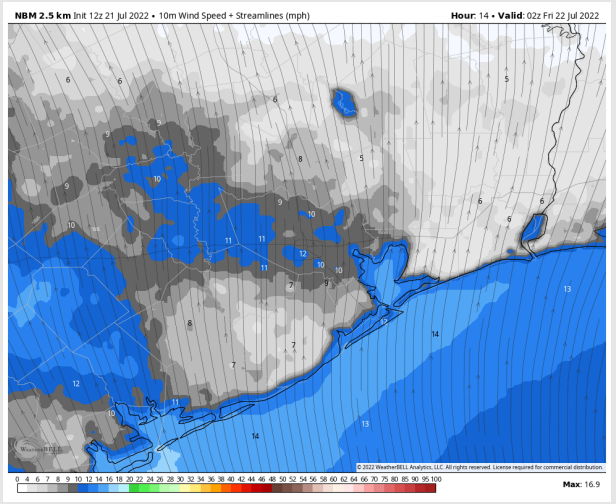 NBM 2.5 km Init 12z 21 Jul 2022 • 10m Wind Speed + Streamlines (mph) Hour: 14 • Valid: 02z Fri 22 Jul 2022
6 6 5
6
9 9
8 5
10
9
9 6 6
10 10 6
11 11 12
11 10 10
7 9 13
12
8 14
7
7
12
10 11
14 13
WeatherBELL
© 2022 WeatherBELL Analytics, LLC. All rights reserved. License required for commercial distribution.
0 4 6 7 8 9 10 12 14 16 18 20 22 24 26 28 30 32 34 36 38 40 42 44 46 48 50 52 54 56 58 60 62 64 66 70 75 80 85 90 95 100
Max: 16.9